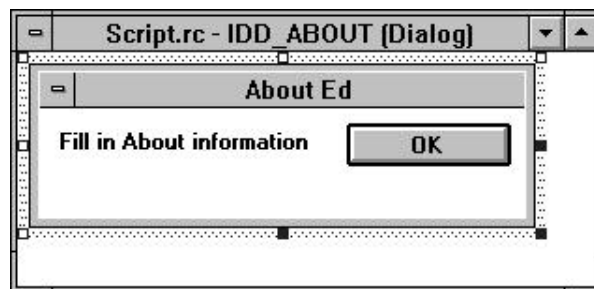 Script.rc - IDD_ABOUT (Dialog)
About Ed
Fill in About information
OK